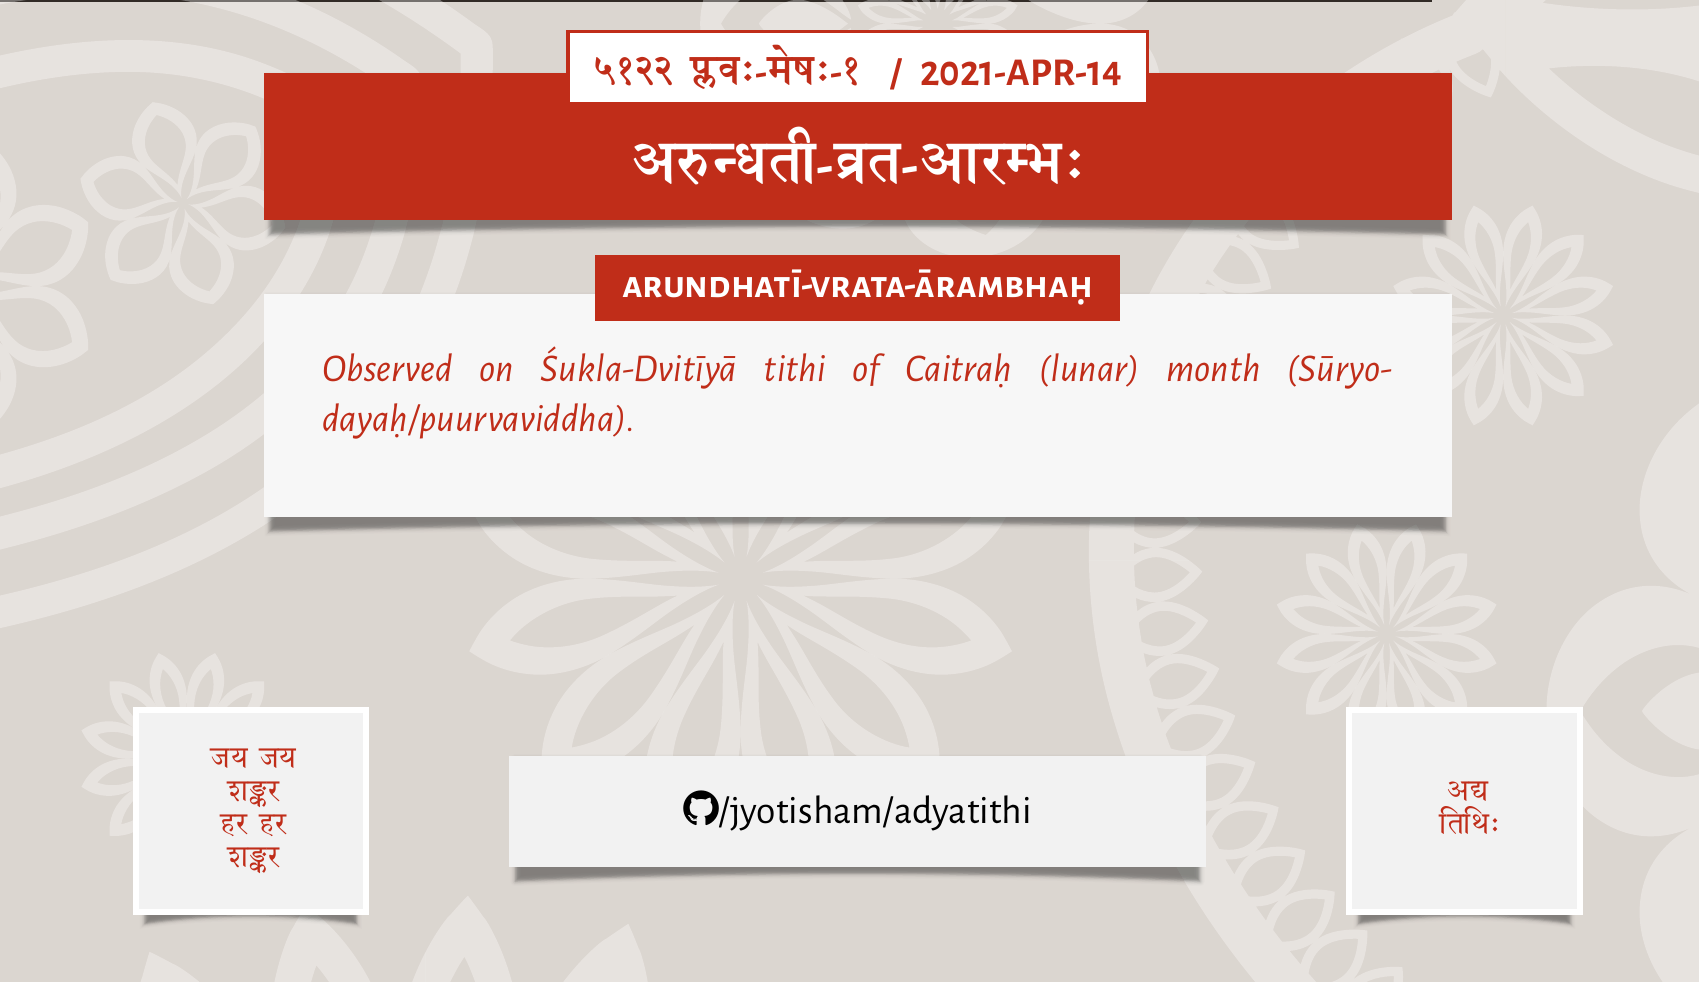 ५१२२ प्लवः-मेषः-१ / 2021-APR-14
अरुन्धती-व्रत-आरम्भः
ARUNDHATĪ-VRATA-ĀRAMBHAḤ
Observed on Śukla-Dvitīyā tithi of Caitraḥ (lunar) month (Sūryo-
dayaḥ/puurvaviddha).
जय जय
शङ्कर
हर हर
शङ्कर
/jyotisham/adyatithi
अद्य
तिथिः